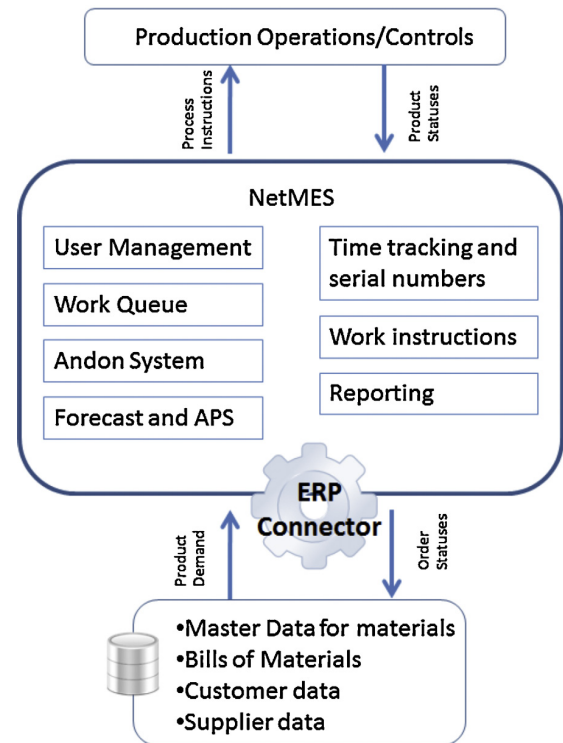 Production Operations/Controls
Process
Instructions
Product
Statuses
NetMES
User Management
Work Queue
Andon System
Forecast and APS
Time tracking and
serial numbers
Work instructions
Reporting
ERP
Connector
Product
Demand
Order
Statuses
•Master Data for materials
•Bills of Materials
•Customer data
•Supplier data